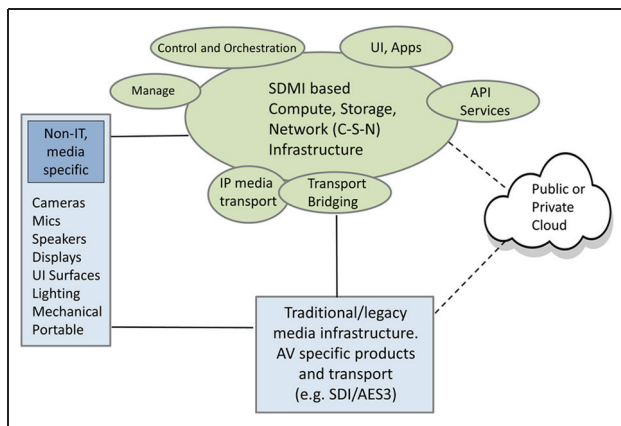 Control and Orchestration
UI, Apps
Manage
SDMI based
Compute, Storage,
Network (C-S-N)
Infrastructure
API
Services
Non-IT,
media
specific
Cameras
Mics
Speakers
Displays
UI Surfaces
Lighting
Mechanical
Portable
IP media
transport
Transport
Bridging
Public or
Private
Cloud
Traditional/legacy
media infrastructure.
AV specific products
and transport
(e.g. SDI/AES3)